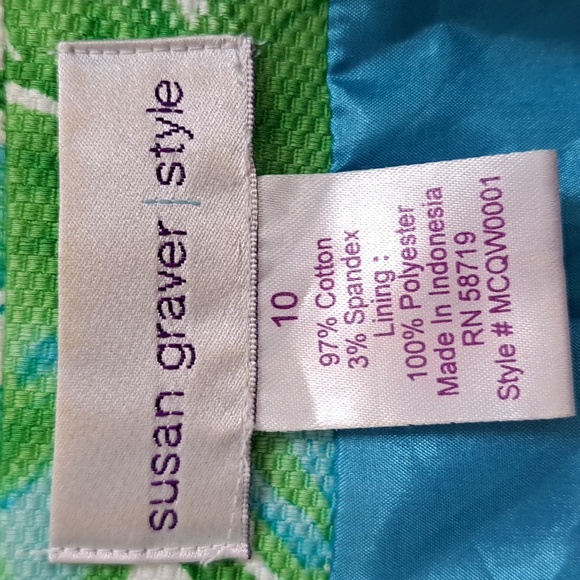 susan graver | style
10
97% Cotton
3% Spandex
Lining :
100% Polyester
Made In Indonesia
RN 58719
Style # MCQW0001